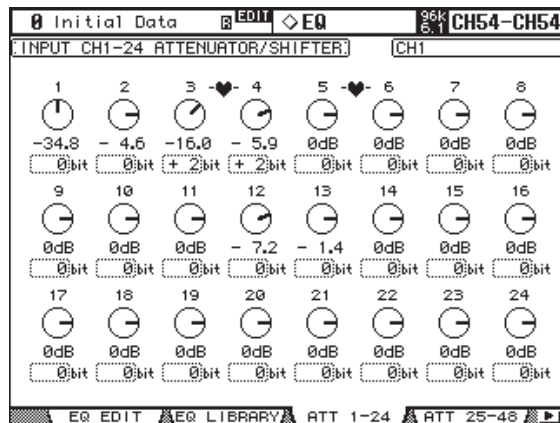 0 Initial Data R EDIT ◇EQ 96k 6.1 CH54-CH54
INPUT CH1-24 ATTENUATOR/SHIFTER CH1
1 2 3 -♥- 4 5 -♥- 6 7 8
-34.8 - 4.6 -16.0 - 5.9 0dB 0dB 0dB 0dB
0bit 0bit + 2bit + 2bit 0bit 0bit 0bit 0bit
9 10 11 12 13 14 15 16
0dB 0dB 0dB - 7.2 - 1.4 0dB 0dB 0dB
0bit 0bit 0bit 0bit 0bit 0bit 0bit 0bit
17 18 19 20 21 22 23 24
0dB 0dB 0dB 0dB 0dB 0dB 0dB 0dB
0bit 0bit 0bit 0bit 0bit 0bit 0bit 0bit
EQ EDIT EQ LIBRARY ATT 1-24 ATT 25-48